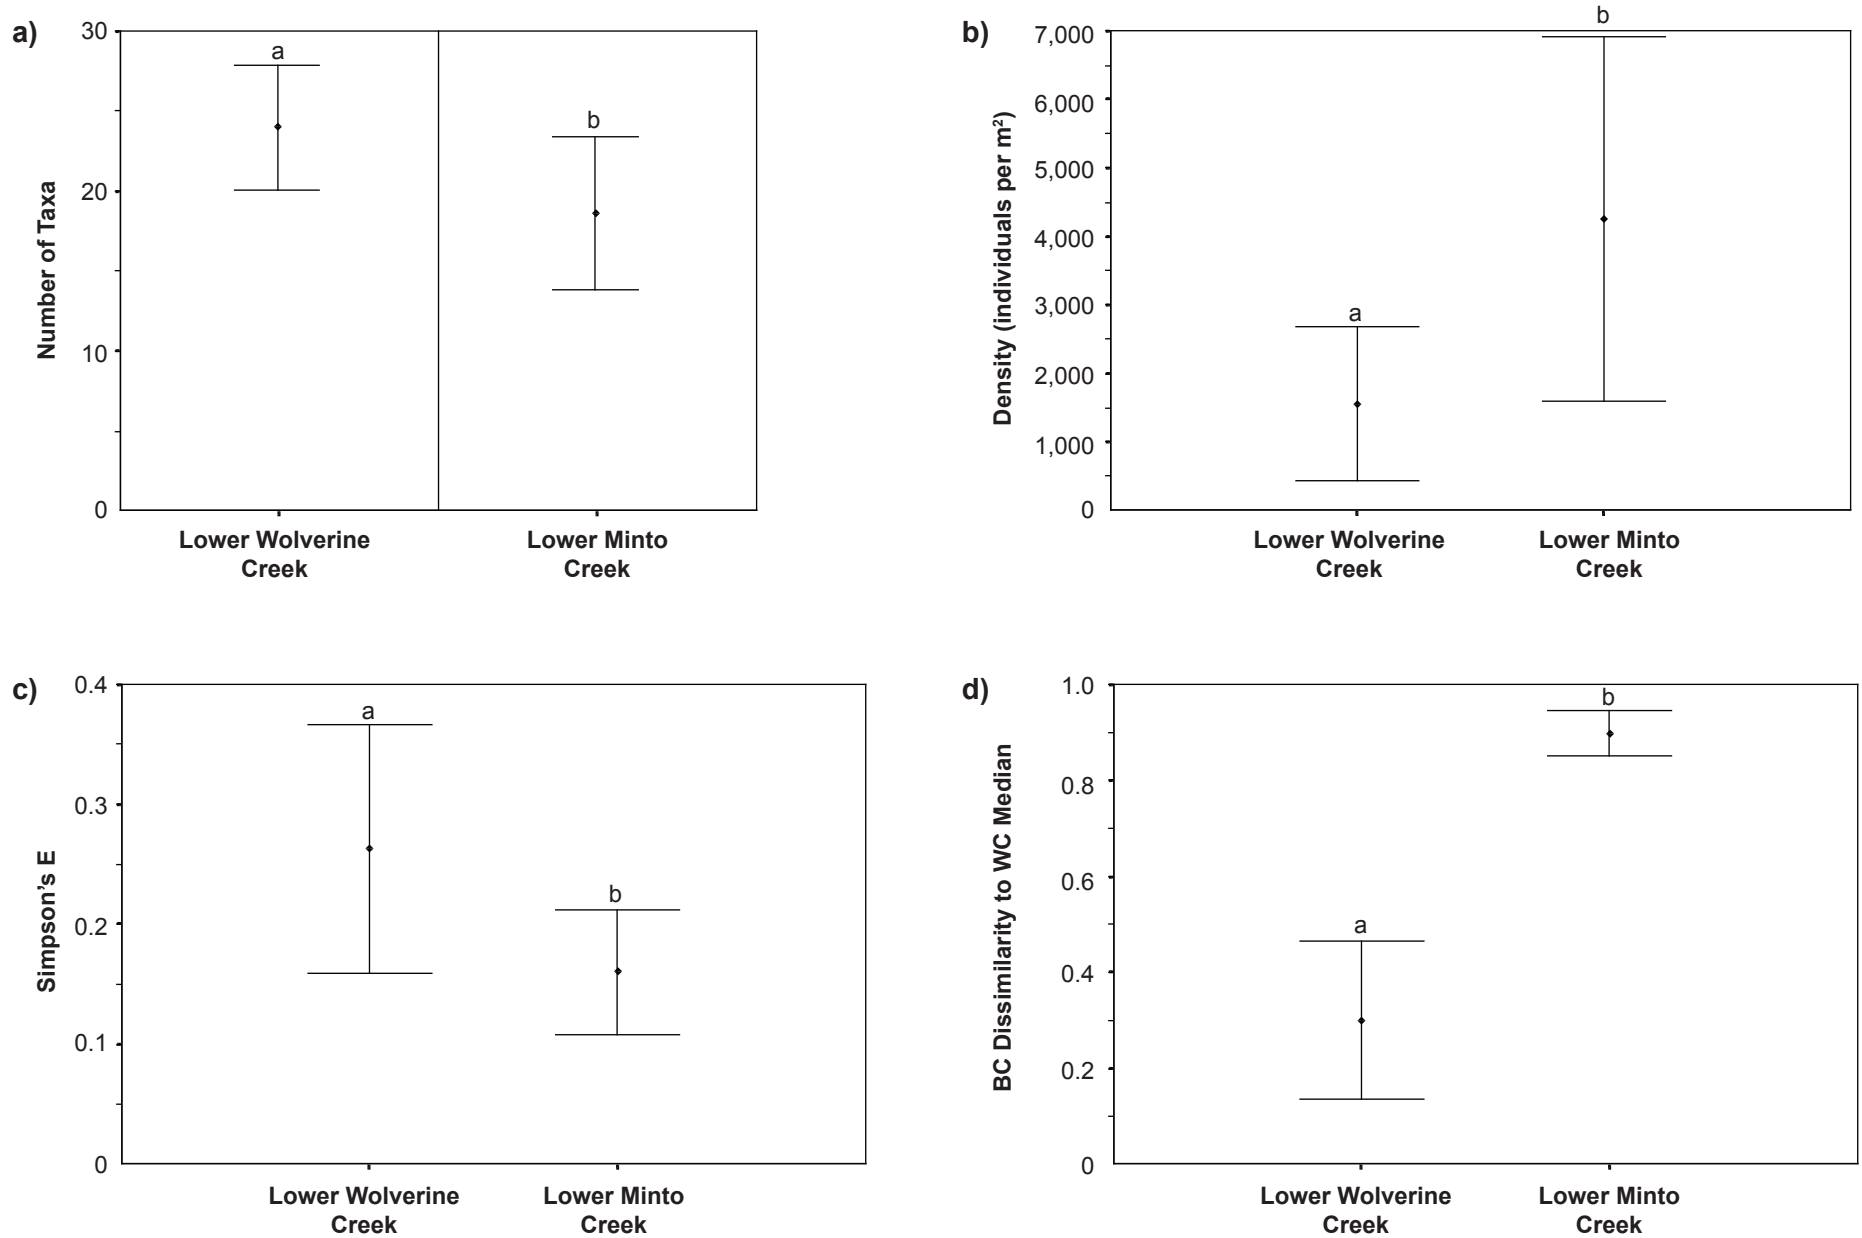 a)
30
20
10
0
Number of Taxa
a
b
Lower Wolverine
Creek
Lower Minto
Creek
b)
7,000
6,000
5,000
4,000
3,000
2,000
1,000
0
Density (individuals per m²)
a
b
Lower Wolverine
Creek
Lower Minto
Creek
c)
0.4
0.3
0.2
0.1
0
Simpson’s E
a
b
Lower Wolverine
Creek
Lower Minto
Creek
d)
1.0
0.8
0.6
0.4
0.2
0
BC Dissimilarity to WC Median
a
b
Lower Wolverine
Creek
Lower Minto
Creek